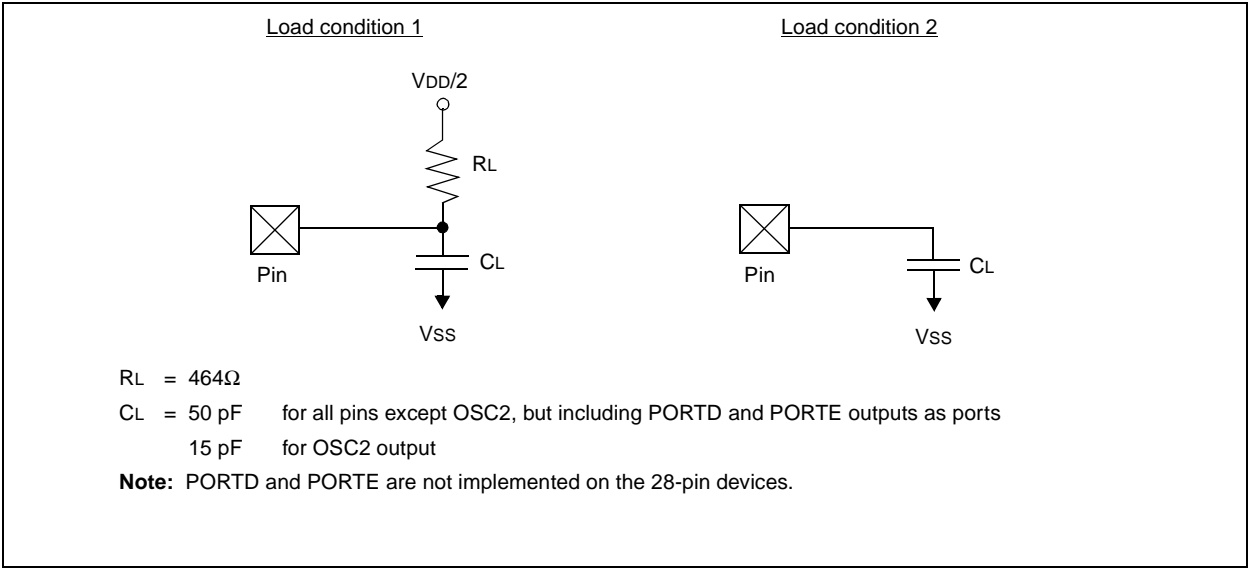 Load condition 1
Load condition 2
VDD/2
RL
Pin
CL
VSS
Pin
CL
VSS
RL = 464Ω
CL = 50 pF for all pins except OSC2, but including PORTD and PORTE outputs as ports
15 pF for OSC2 output
Note: PORTD and PORTE are not implemented on the 28-pin devices.